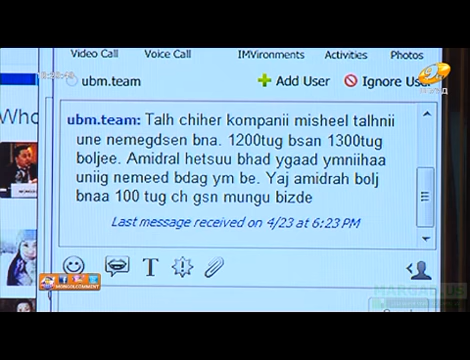 Video Call
Voice Call
IMVironments
Activities
Photos
ubm.team
Add User
Ignore User
Who
ubm.team: Talh chiher kompanii misheel talhnii
une nemegdsen bna. 1200tug bsan 1300tug
boljee. Amidral hetsuu bhad ygaad ymniihaa
uniig nemeed bdag ym be. Yaj amidrah bolj
bnaa 100 tug ch gsn mungu bizde
Last message received on 4/23 at 6:23 PM
T